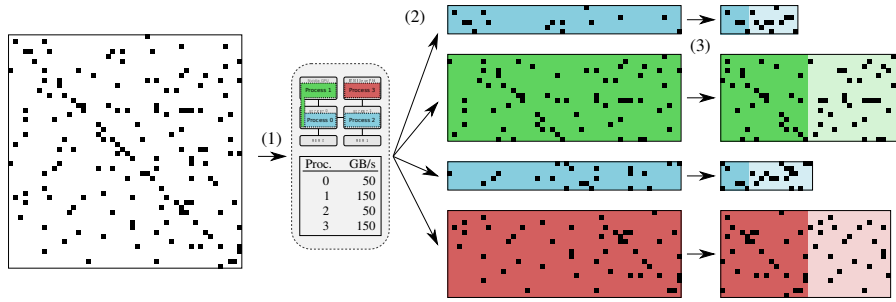 (1)
(2)
(3)
Process 1
Process 3
Process 0
Process 2
Proc. GB/s
0 50
1 150
2 50
3 150